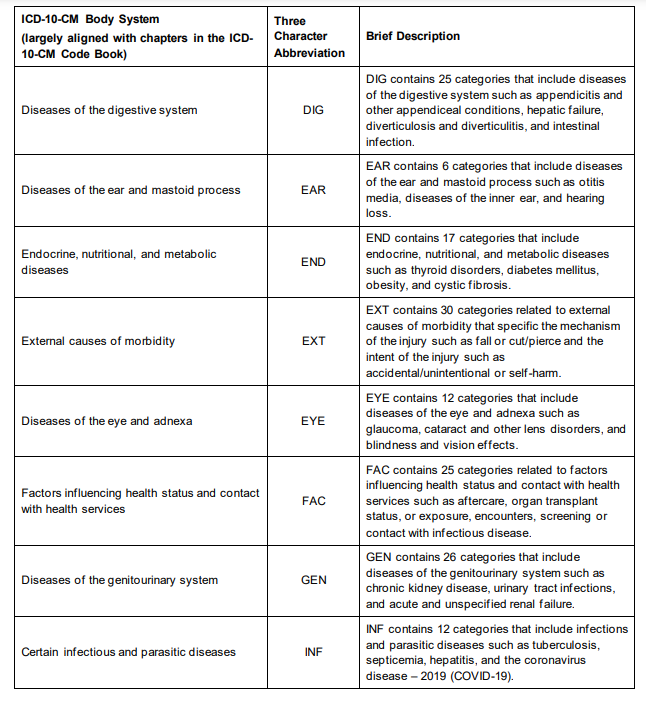 ICD-10-CM Body System
(largely aligned with chapters in the ICD-
10-CM Code Book)
Three
Character
Abbreviation
Brief Description
Diseases of the digestive system
DIG
DIG contains 25 categories that include diseases
of the digestive system such as appendicitis and
other appendiceal conditions, hepatic failure,
diverticulosis and diverticulitis, and intestinal
infection.
Diseases of the ear and mastoid process
EAR
EAR contains 6 categories that include diseases
of the ear and mastoid process such as otitis
media, diseases of the inner ear, and hearing
loss.
Endocrine, nutritional, and metabolic
diseases
END
END contains 17 categories that include
endocrine, nutritional, and metabolic diseases
such as thyroid disorders, diabetes mellitus,
obesity, and cystic fibrosis.
External causes of morbidity
EXT
EXT contains 30 categories related to external
causes of morbidity that specific the mechanism
of the injury such as fall or cut/pierce and the
intent of the injury such as
accidental/unintentional or self-harm.
Diseases of the eye and adnexa
EYE
EYE contains 12 categories that include
diseases of the eye and adnexa such as
glaucoma, cataract and other lens disorders, and
blindness and vision effects.
Factors influencing health status and contact
with health services
FAC
FAC contains 25 categories related to factors
influencing health status and contact with health
services such as aftercare, organ transplant
status, or exposure, encounters, screening or
contact with infectious disease.
Diseases of the genitourinary system
GEN
GEN contains 26 categories that include
diseases of the genitourinary system such as
chronic kidney disease, urinary tract infections,
and acute and unspecified renal failure.
Certain infectious and parasitic diseases
INF
INF contains 12 categories that include infections
and parasitic diseases such as tuberculosis,
septicemia, hepatitis, and the coronavirus
disease – 2019 (COVID-19).